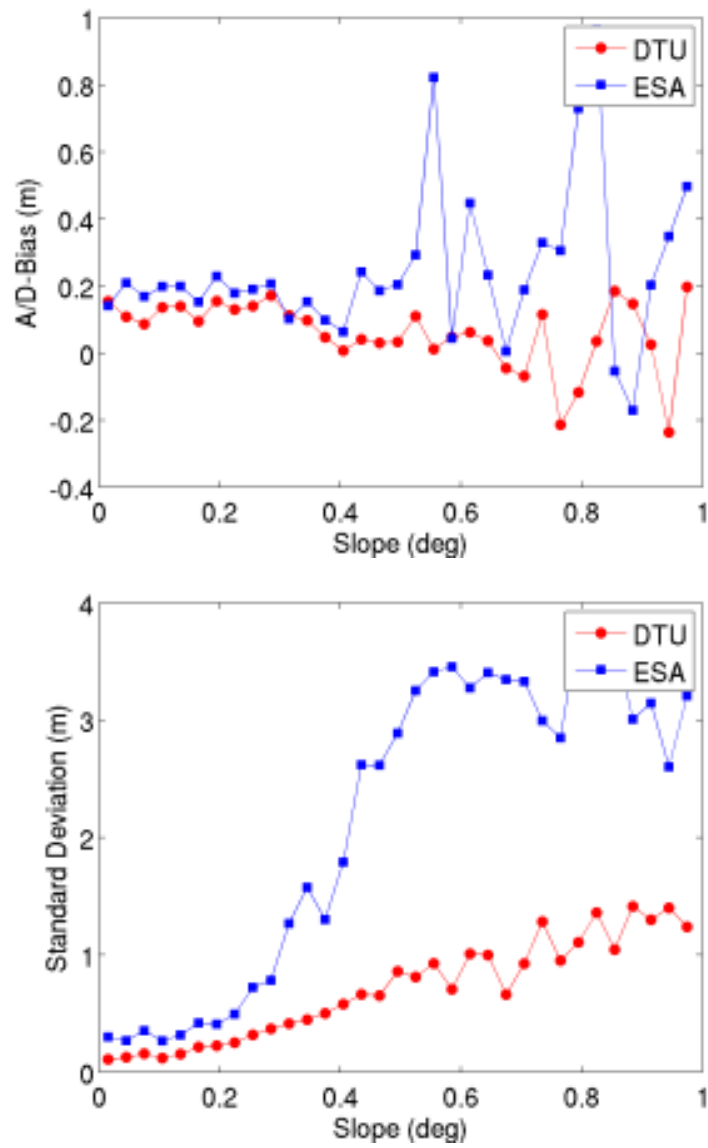 1
0.8
0.6
0.4
0.2
0
-0.2
-0.4
A/D-Bias (m)
DTU
ESA
0 0.2 0.4 0.6 0.8 1
Slope (deg)
4
3
2
1
0
Standard Deviation (m)
DTU
ESA
0 0.2 0.4 0.6 0.8 1
Slope (deg)